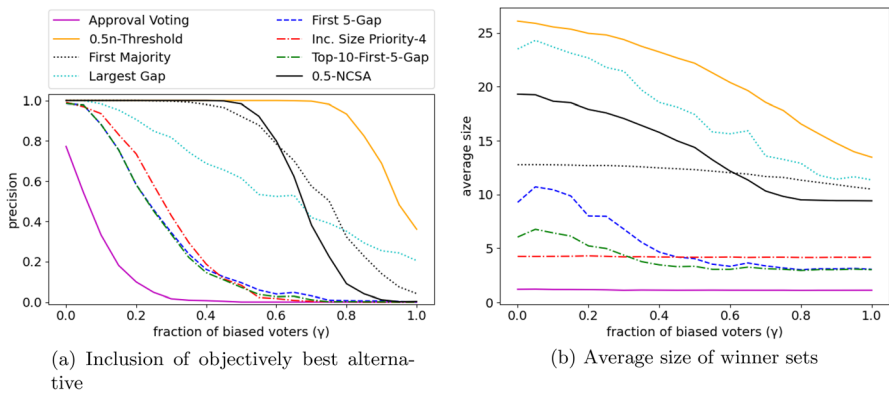 Approval Voting
0.5n-Threshold
First Majority
Largest Gap
First 5-Gap
Inc. Size Priority-4
Top-10-First-5-Gap
0.5-NCSA
precision
1.0
0.8
0.6
0.4
0.2
0.0
0.0 0.2 0.4 0.6 0.8 1.0
fraction of biased voters (γ)
(a) Inclusion of objectively best alterna-
tive
average size
25
20
15
10
5
0
0.0 0.2 0.4 0.6 0.8 1.0
fraction of biased voters (γ)
(b) Average size of winner sets